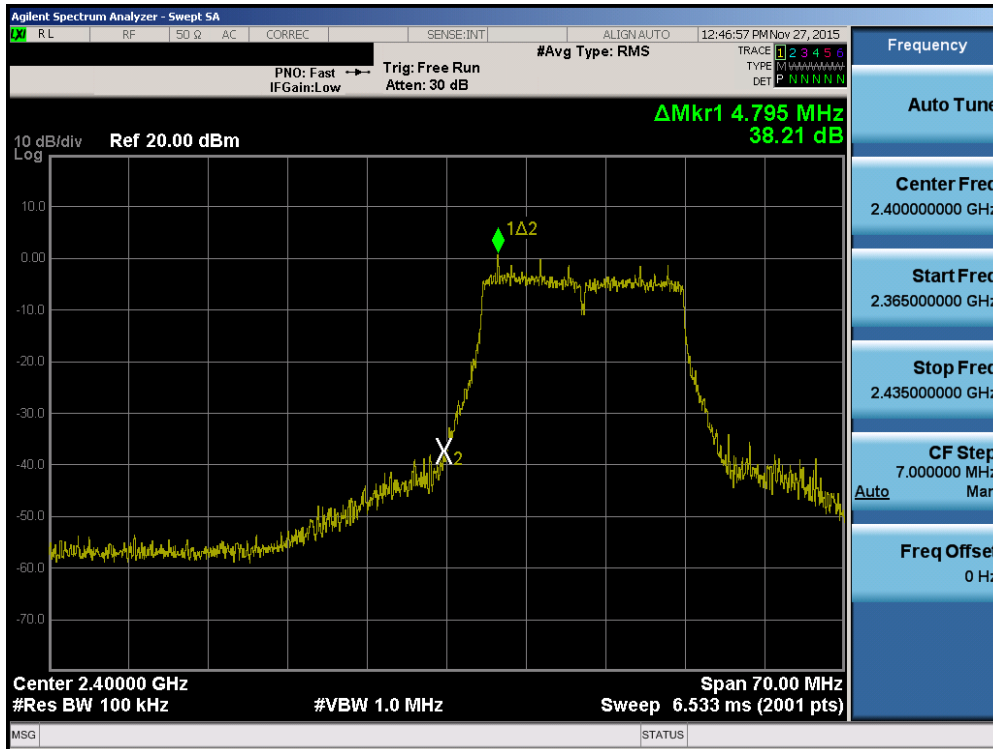 Agilent Spectrum Analyzer - Swept SA
LXI RL RF 50 Ω AC CORREC SENSE:INT ALIGNAUTO 12:46:57 PMNov 27, 2015
#Avg Type: RMS
TRACE 1 2 3 4 5 6
PNO: Fast Trig: Free Run
TYPE M
IFGain:Low Atten: 30 dB
DET P N N N N N
ΔMkr1 4.795 MHz
38.21 dB
10 dB/div Ref 20.00 dBm
Log
10.0
1Δ2
0.00
-10.0
-20.0
-30.0
2
-40.0
-50.0
-60.0
-70.0
Center 2.40000 GHz Span 70.00 MHz
#Res BW 100 kHz #VBW 1.0 MHz Sweep 6.533 ms (2001 pts)
MSG STATUS
Frequency
Auto Tune
Center Freq
2.400000000 GHz
Start Freq
2.365000000 GHz
Stop Freq
2.435000000 GHz
CF Step
7.000000 MHz
Auto Man
Freq Offset
0 Hz